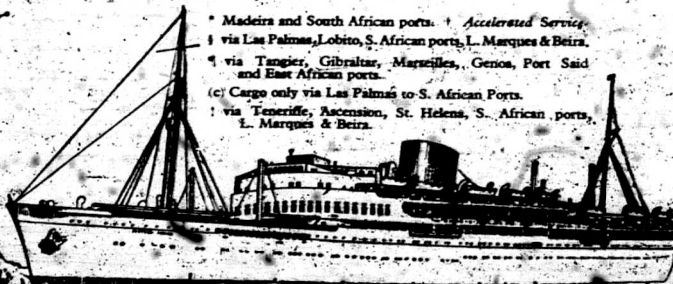 * Madeira and South African ports. † Accelerated Service.
§ via Las Palmas, Lobito, S. African ports, L. Marques & Beira.
¶ via Tangier, Gibraltar, Marseilles, Genoa, Port Said
and East African ports.
(c) Cargo only via Las Palmas to S. African Ports.
via Teneriffe, Ascension, St. Helena, S. African ports,
L. Marques & Beira.